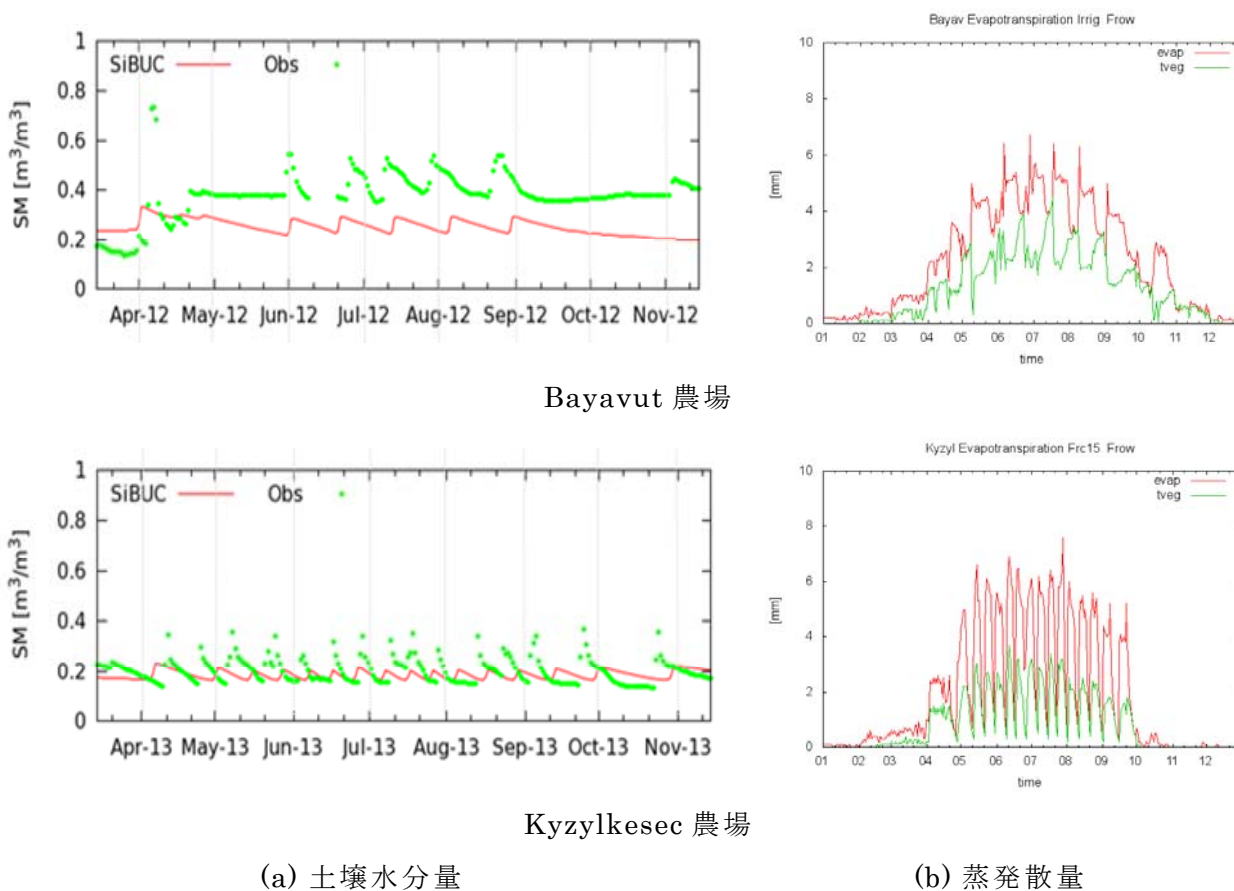 SiBUC Obs
SM [m³/m³]
1
0.8
0.6
0.4
0.2
0
Apr-12 May-12 Jun-12 Jul-12 Aug-12 Sep-12 Oct-12 Nov-12
Bayav Evapotranspiration Irrig Frow
evap
tveg
[mm]
10
8
6
4
2
0
01 02 03 04 05 06 07 08 09 10 11 12
time
Bayavut 農場
SiBUC Obs
SM [m³/m³]
1
0.8
0.6
0.4
0.2
0
Apr-13 May-13 Jun-13 Jul-13 Aug-13 Sep-13 Oct-13 Nov-13
Kyzyl Evapotranspiration Frc15 Frow
evap
tveg
[mm]
10
8
6
4
2
0
01 02 03 04 05 06 07 08 09 10 11 12
time
Kyzylkesec 農場
(a) 土壌水分量
(b) 蒸発散量